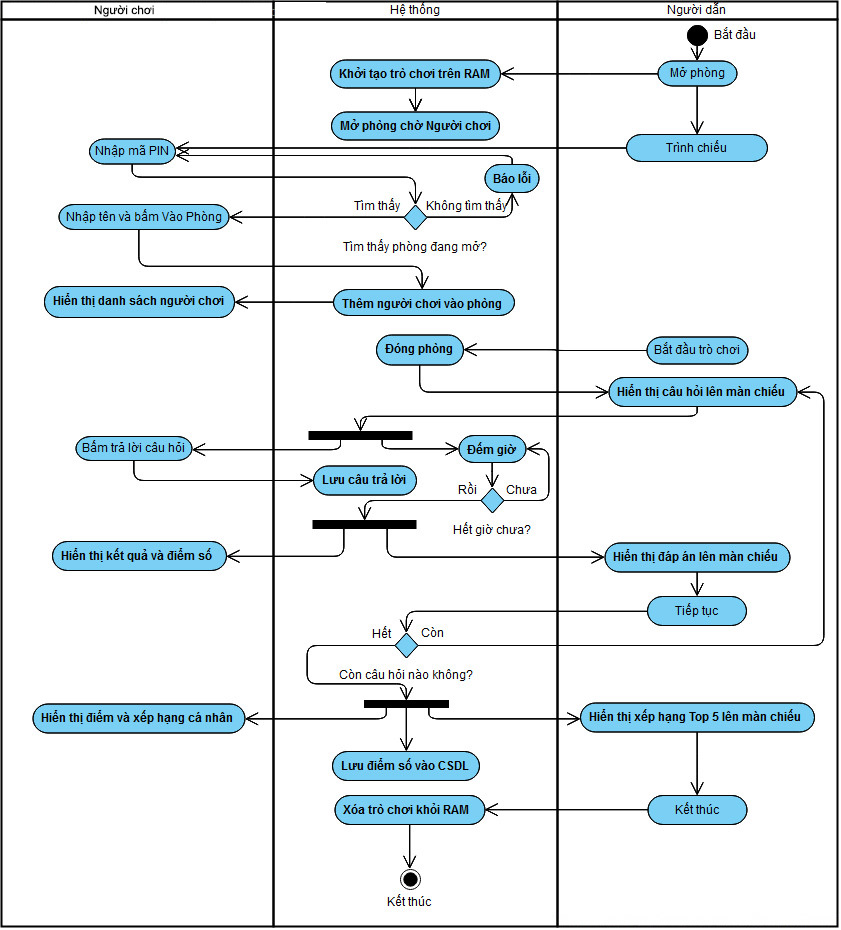 Người chơi
Hệ thống
Người dẫn
Bắt đầu
Khởi tạo trò chơi trên RAM
Mở phòng
Mở phòng chờ Người chơi
Nhập mã PIN
Trình chiếu
Báo lỗi
Tìm thấy
Không tìm thấy
Nhập tên và bấm Vào Phòng
Tìm thấy phòng đang mở?
Hiển thị danh sách người chơi
Thêm người chơi vào phòng
Đóng phòng
Bắt đầu trò chơi
Hiển thị câu hỏi lên màn chiếu
Bấm trả lời câu hỏi
Đếm giờ
Lưu câu trả lời
Rồi
Chưa
Hết giờ chưa?
Hiển thị kết quả và điểm số
Hiển thị đáp án lên màn chiếu
Tiếp tục
Hết
Còn
Còn câu hỏi nào không?
Hiển thị điểm và xếp hạng cá nhân
Hiển thị xếp hạng Top 5 lên màn chiếu
Lưu điểm số vào CSDL
Xóa trò chơi khỏi RAM
Kết thúc
Kết thúc